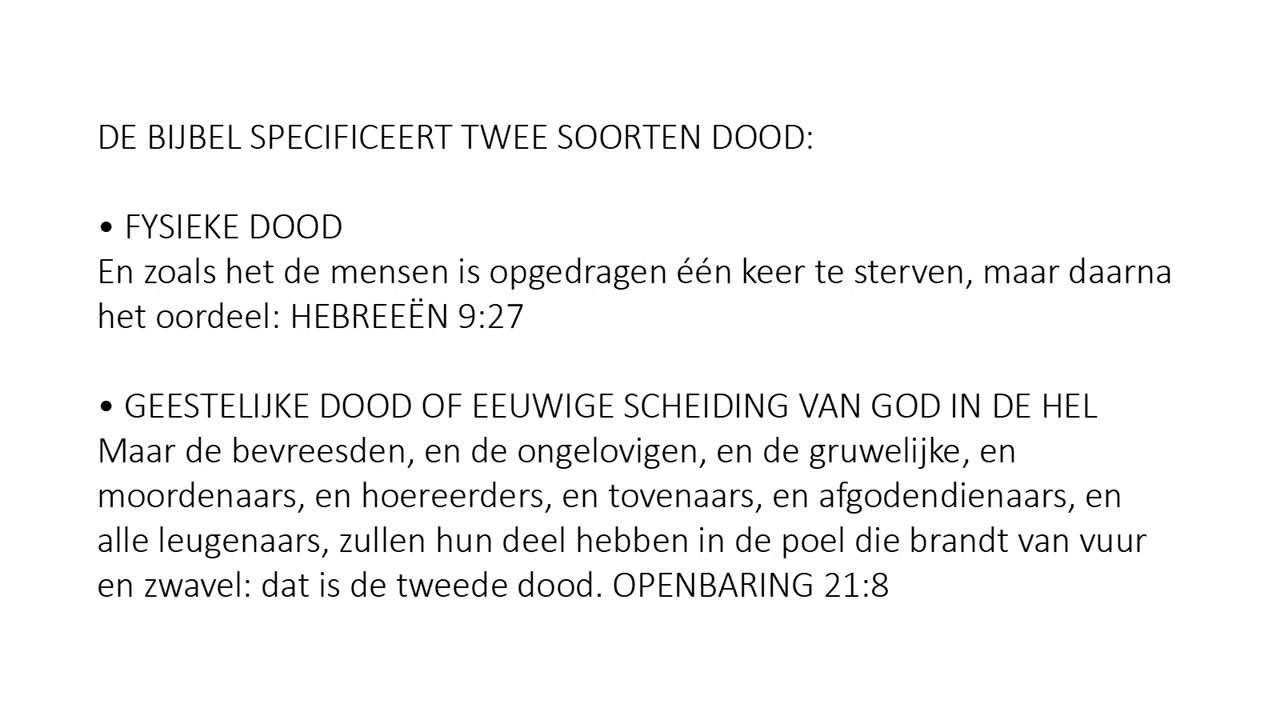 DE BIJBEL SPECIFICEERT TWEE SOORTEN DOOD:
• FYSIEKE DOOD
En zoals het de mensen is opgedragen één keer te sterven, maar daarna
het oordeel: HEBREEËN 9:27
• GEESTELIJKE DOOD OF EEUWIGE SCHEIDING VAN GOD IN DE HEL
Maar de bevreesden, en de ongelovigen, en de gruwelijke, en
moordenaars, en hoereerders, en tovenaars, en afgodendienaars, en
alle leugenaars, zullen hun deel hebben in de poel die brandt van vuur
en zwavel: dat is de tweede dood. OPENBARING 21:8